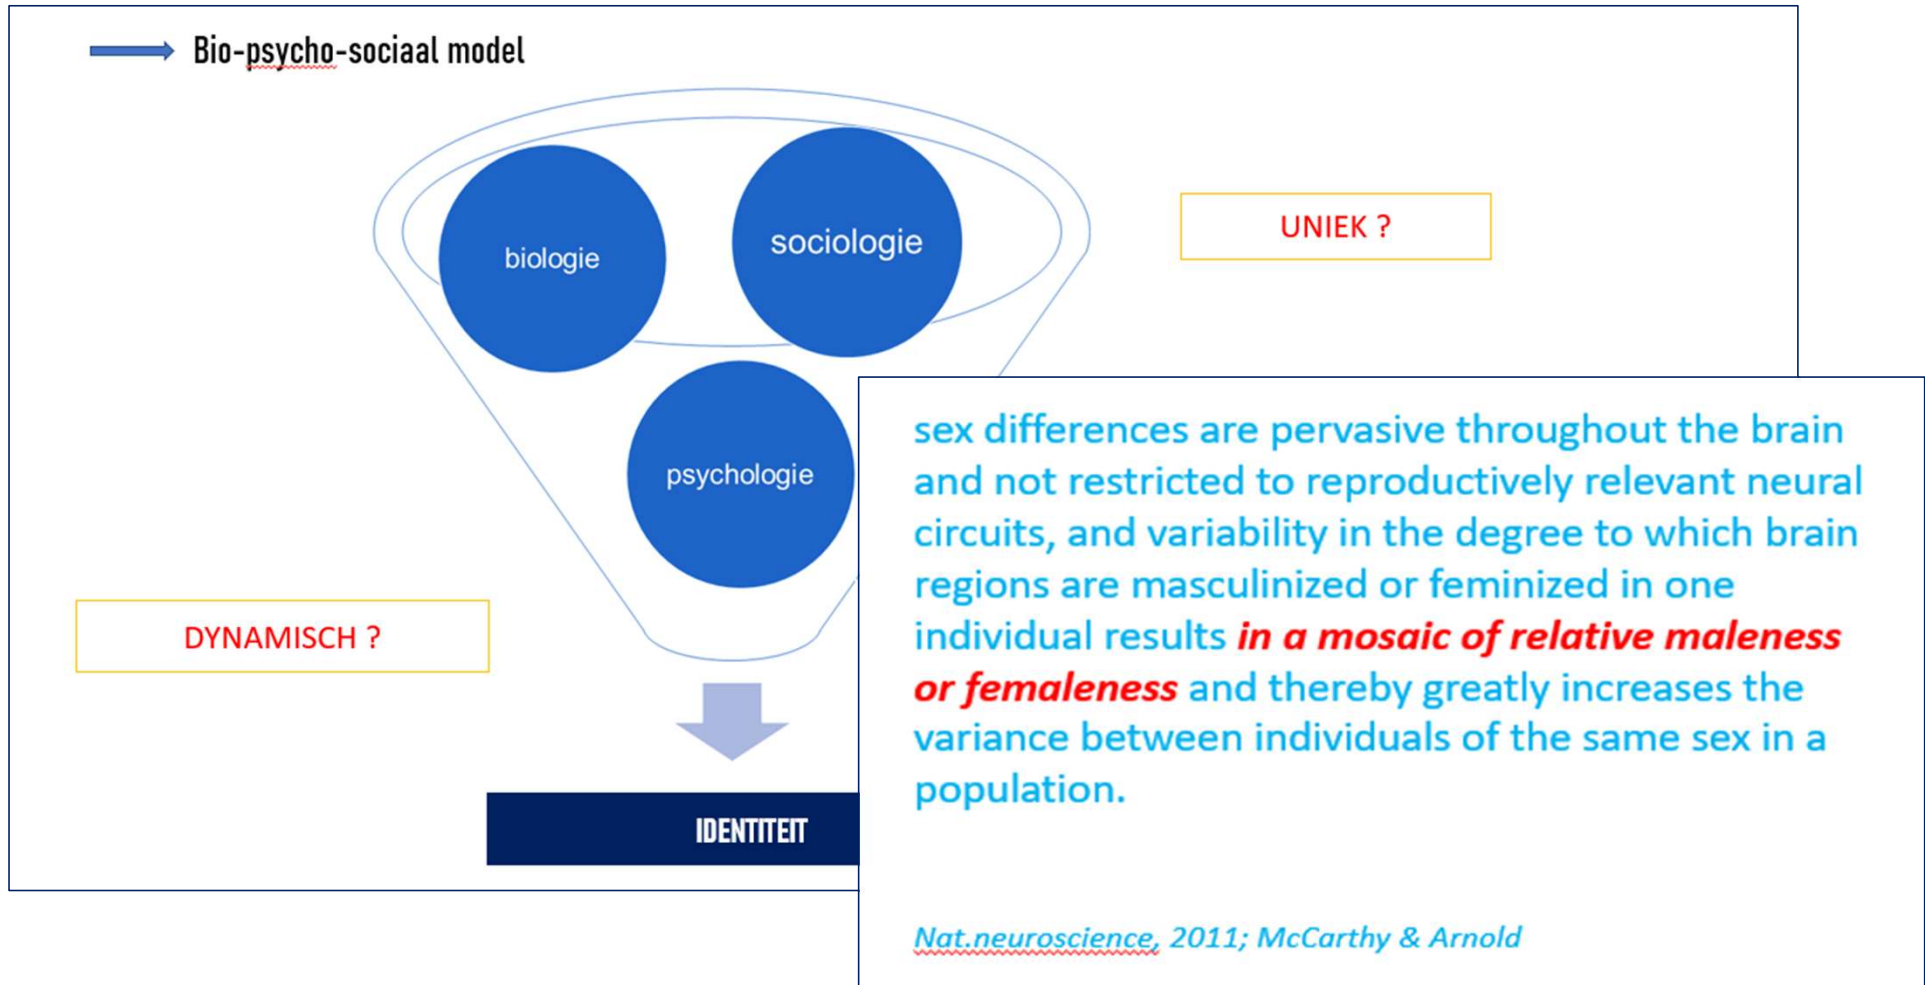 Bio-psycho-sociaal model
biologie
sociologie
UNIEK ?
psychologie
DYNAMISCH ?
IDENTITEIT
sex differences are pervasive throughout the brain
and not restricted to reproductively relevant neural
circuits, and variability in the degree to which brain
regions are masculinized or feminized in one
individual results in a mosaic of relative maleness
or femaleness and thereby greatly increases the
variance between individuals of the same sex in a
population.
Nat.neuroscience, 2011; McCarthy & Arnold